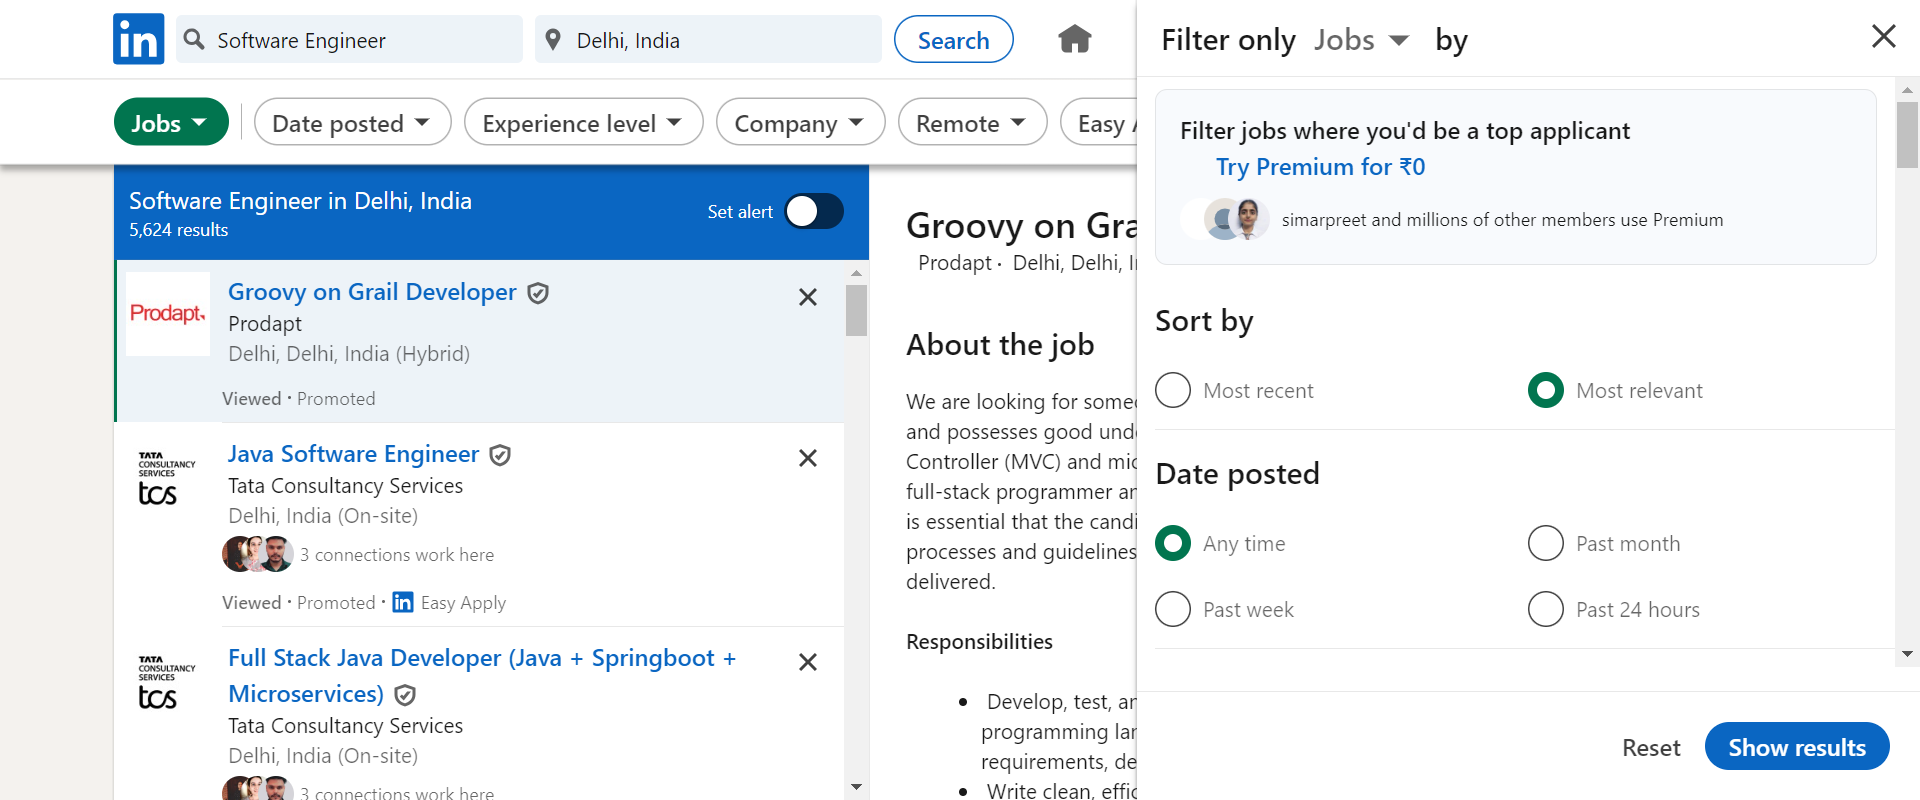 in
Software Engineer
Delhi, India
Search
Jobs
Date posted
Experience level
Company
Remote
Easy
Software Engineer in Delhi, India
5,624 results
Set alert
Prodapt
Groovy on Grail Developer
Prodapt
Delhi, Delhi, India (Hybrid)
Viewed · Promoted
TATA
CONSULTANCY
SERVICES
tcs
Java Software Engineer
Tata Consultancy Services
Delhi, India (On-site)
3 connections work here
Viewed · Promoted · in Easy Apply
TATA
CONSULTANCY
SERVICES
tcs
Full Stack Java Developer (Java + Springboot +
Microservices)
Tata Consultancy Services
Delhi, India (On-site)
3 connections work here
Groovy on Gra
Prodapt · Delhi, Delhi, I
About the job
We are looking for some
and possesses good und
Controller (MVC) and mic
full-stack programmer an
is essential that the candi
processes and guidelines
delivered.
Responsibilities
• Develop, test, an
programming lan
requirements, de
• Write clean, effic
Filter only Jobs by
Filter jobs where you'd be a top applicant
Try Premium for ₹0
simarpreet and millions of other members use Premium
Sort by
Most recent
Most relevant
Date posted
Any time
Past month
Past week
Past 24 hours
Reset
Show results